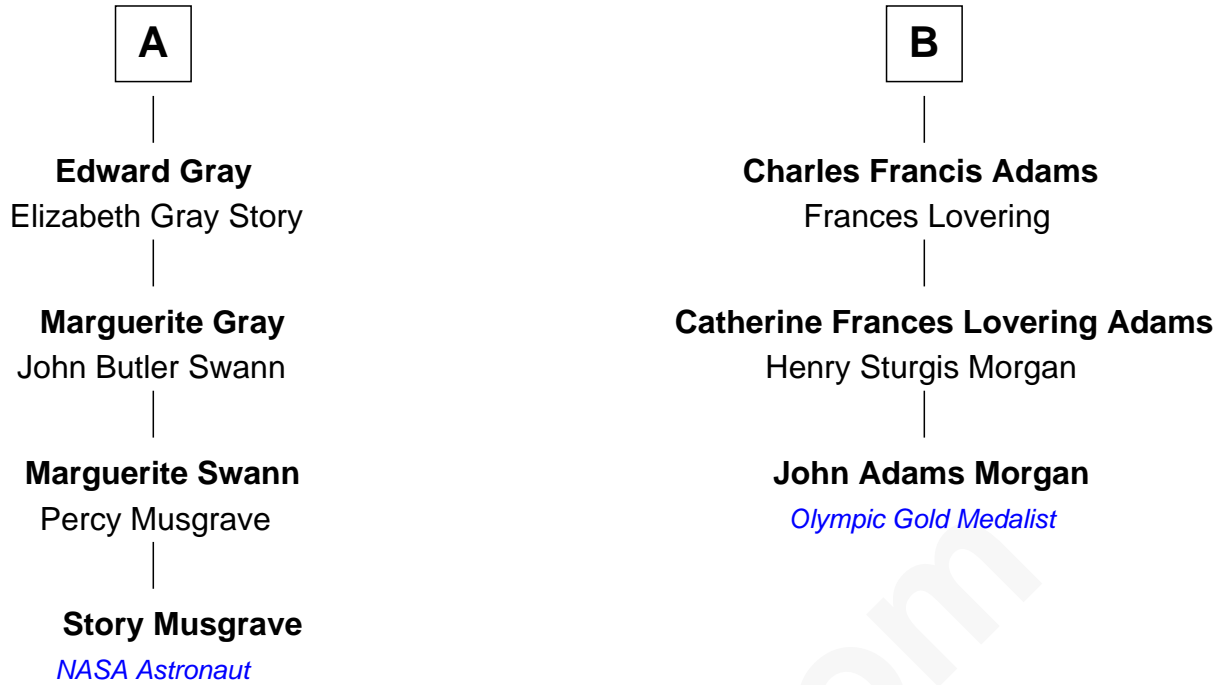 A
Edward Gray
Elizabeth Gray Story
Marguerite Gray
John Butler Swann
Marguerite Swann
Percy Musgrave
Story Musgrave
NASA Astronaut
B
Charles Francis Adams
Frances Lovering
Catherine Frances Lovering Adams
Henry Sturgis Morgan
John Adams Morgan
Olympic Gold Medalist
om